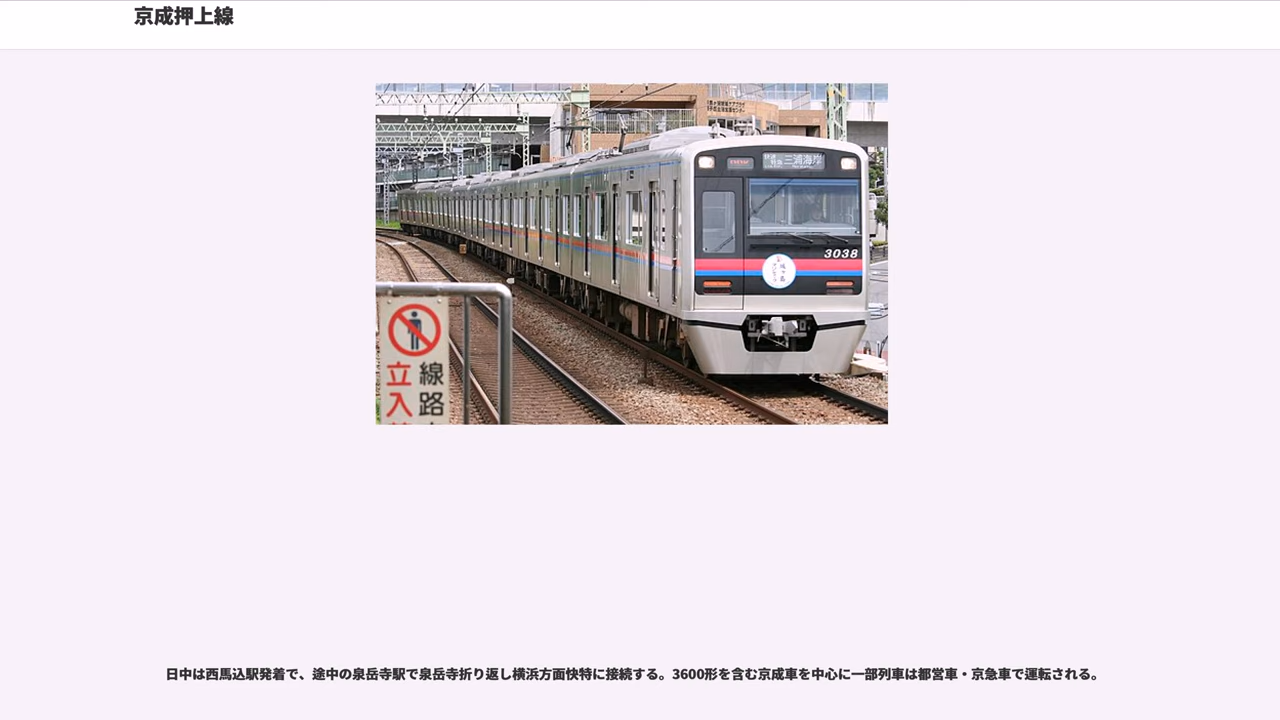 京成押上線
三浦海岸
3038
立 線
入 路
日中は西馬込駅発着で、途中の泉岳寺駅で泉岳寺折り返し横浜方面快特に接続する。3600形を含む京成車を中心に一部列車は都営車・京急車で運転される。